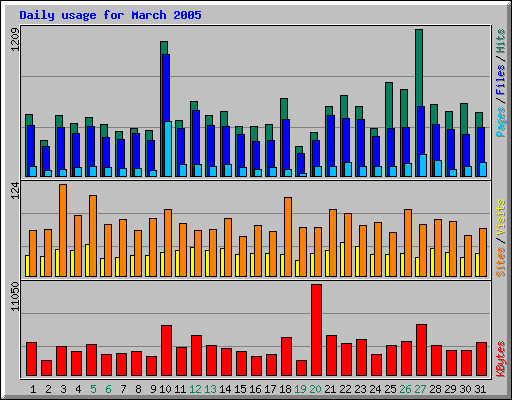 Daily usage for March 2005
1209
Pages / Files / Hits
124
Sites / Visits
11050
KBytes
1 2 3 4 5 6 7 8 9 10 11 12 13 14 15 16 17 18 19 20 21 22 23 24 25 26 27 28 29 30 31